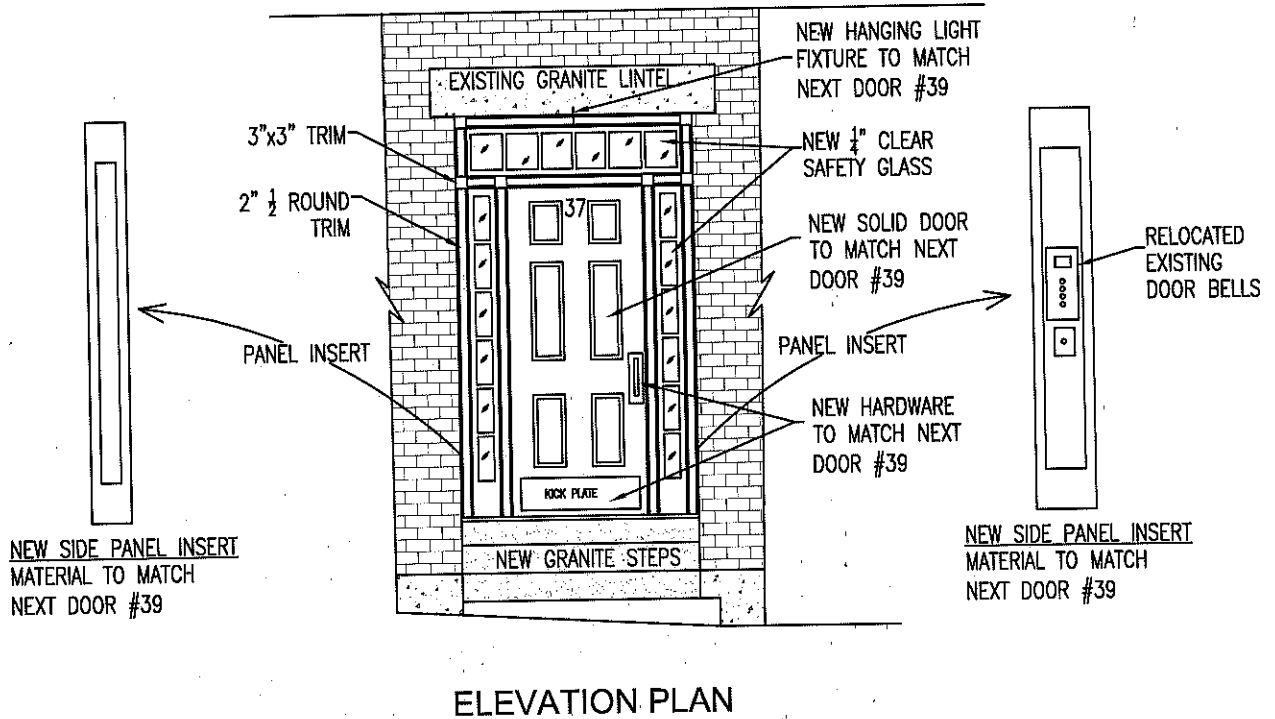 NEW HANGING LIGHT
FIXTURE TO MATCH
NEXT DOOR #39
EXISTING GRANITE LINTEL
3"x3" TRIM
NEW 1/4" CLEAR
SAFETY GLASS
2" 1/2 ROUND
TRIM
37
NEW SOLID DOOR
TO MATCH NEXT
DOOR #39
RELOCATED
EXISTING
DOOR BELLS
PANEL INSERT
PANEL INSERT
NEW HARDWARE
TO MATCH NEXT
DOOR #39
KICK PLATE
NEW SIDE PANEL INSERT
MATERIAL TO MATCH
NEXT DOOR #39
NEW GRANITE STEPS
NEW SIDE PANEL INSERT
MATERIAL TO MATCH
NEXT DOOR #39
ELEVATION PLAN